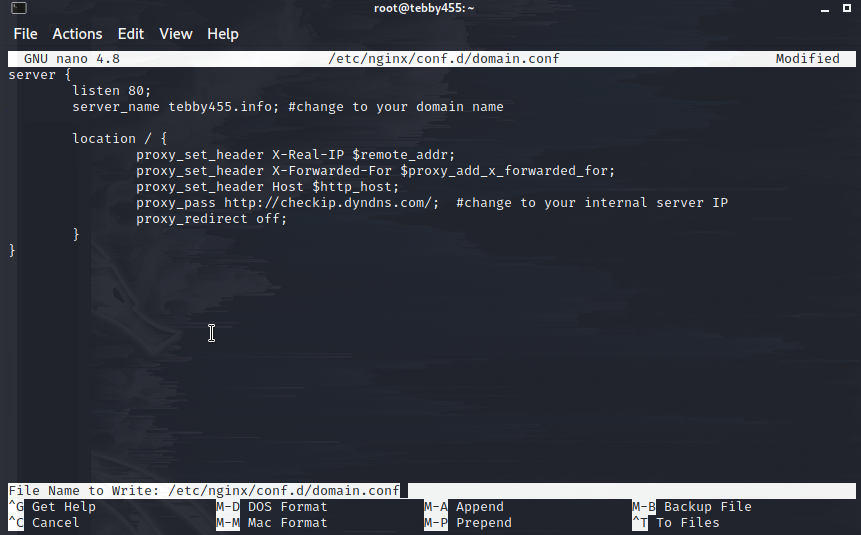 root@tebby455: ~
File Actions Edit View Help
GNU nano 4.8 /etc/nginx/conf.d/domain.conf Modified
server {
listen 80;
server_name tebby455.info; #change to your domain name
location / {
proxy_set_header X-Real-IP $remote_addr;
proxy_set_header X-Forwarded-For $proxy_add_x_forwarded_for;
proxy_set_header Host $http_host;
proxy_pass http://checkip.dyndns.com/; #change to your internal server IP
proxy_redirect off;
}
}
File Name to Write: /etc/nginx/conf.d/domain.conf
^G Get Help M-D DOS Format M-A Append M-B Backup File
^C Cancel M-M Mac Format M-P Prepend ^T To Files